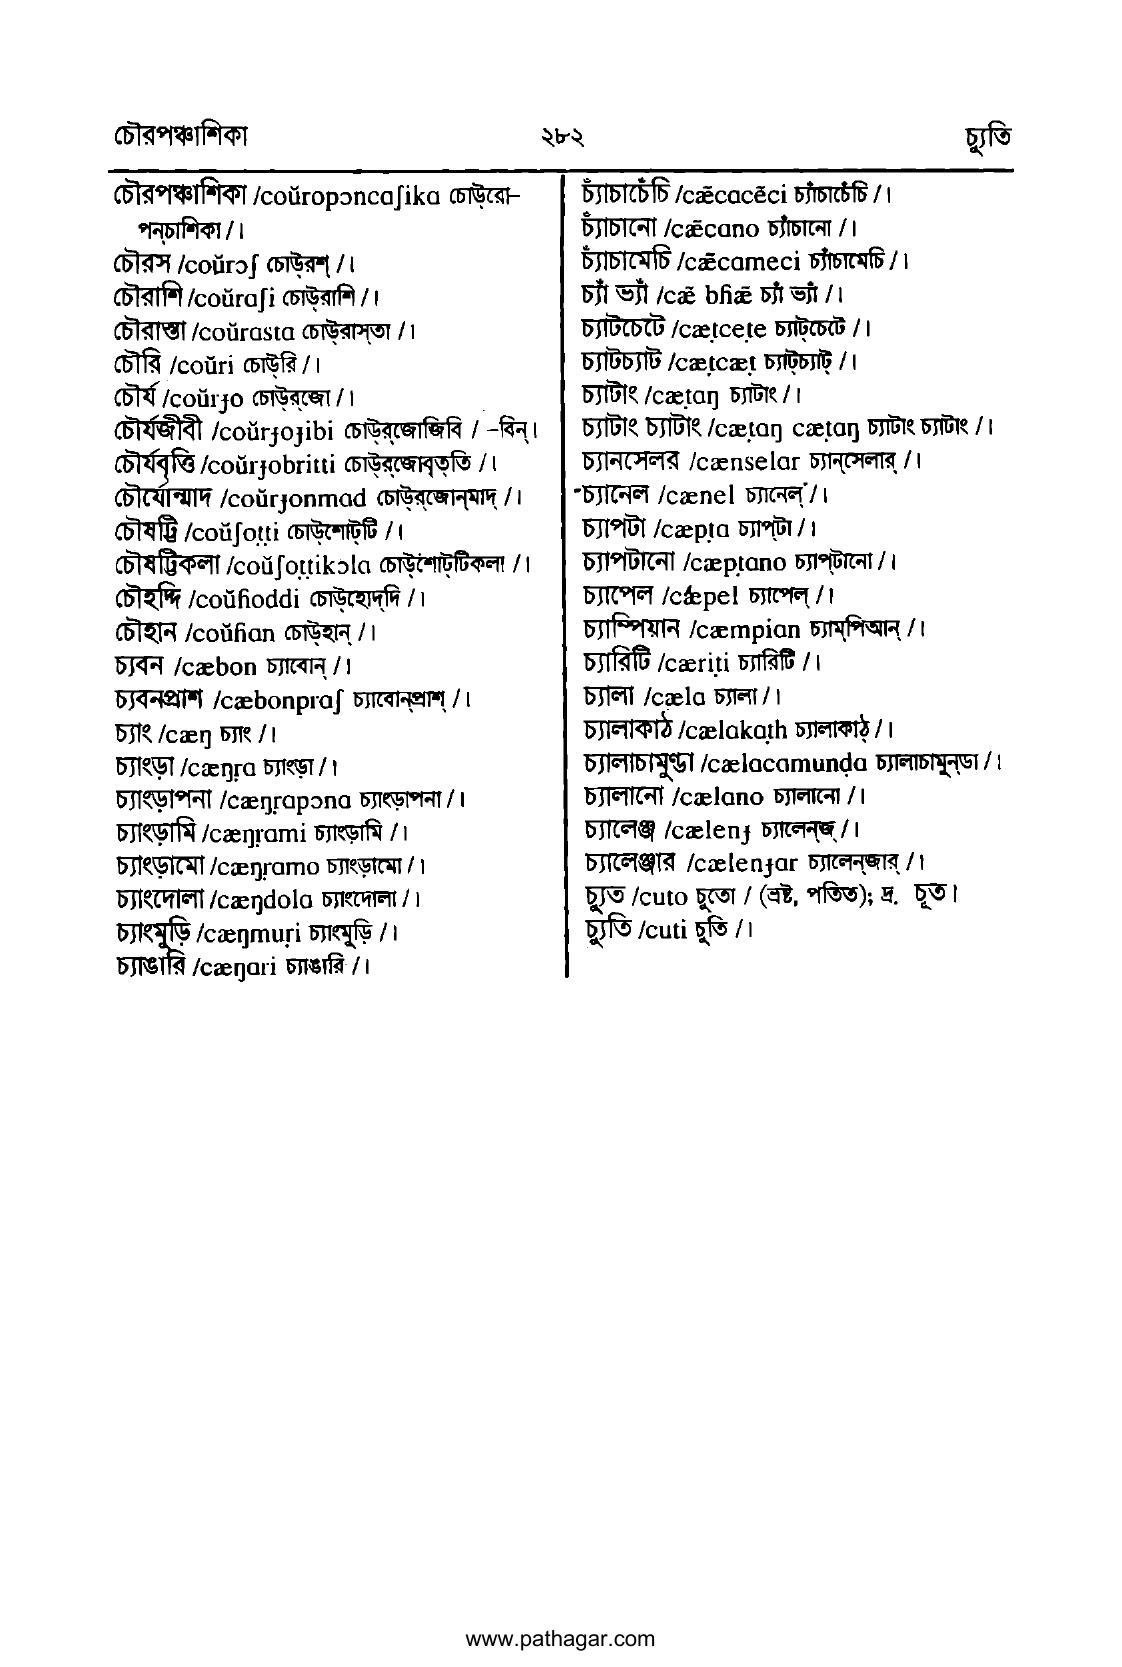 চৌরপঞ্চাশিকা ২৮২ চ্যুতি
চৌরপঞ্চাশিকা /coŭropɔncaʃika চোউ্‌রো–
পন্‌চাশিকা / ।
চৌরস /coŭrɔʃ চোউ্‌রশ্‌ / ।
চৌরাশি /coŭraʃi চোউ্‌রাশি / ।
চৌরাস্তা /coŭrasta চোউ্‌রাস্‌তা / ।
চৌরি /coŭri চোউ্‌রি / ।
চৌর্য /coŭrɟo চোউ্‌র্‌জো / ।
চৌর্যজীবী /coŭrɟoɟibi চোউ্‌র্‌জোজিবি / –বিন্‌।
চৌর্যবৃত্তি /coŭrɟobritti চোউ্‌র্‌জোবৃত্‌তি / ।
চৌর্যোন্মাদ /coŭrɟonmad চোউ্‌র্‌জোন্‌মাদ্‌ / ।
চৌষট্টি /coŭʃoṭṭi চোউ্‌শোট্‌টি / ।
চৌষট্টিকলা /coŭʃoṭṭikɔla চোউ্‌শোট্‌টিকলা / ।
চৌহদ্দি /coŭɦoddi চোউ্‌হোদ্‌দি / ।
চৌহান /coŭɦan চোউ্‌হান্‌ / ।
চ্যবন /cæbon চ্যাবোন্‌ / ।
চ্যবনপ্রাশ /cæbonpraʃ চ্যাবোন্‌প্রাশ্‌ / ।
চ্যাং /cæŋ চ্যাং / ।
চ্যাংড়া /cæŋṛa চ্যাংড়া / ।
চ্যাংড়াপনা /cæŋṛapɔna চ্যাংড়াপনা / ।
চ্যাংড়ামি /cæŋṛami চ্যাংড়ামি / ।
চ্যাংড়ামো /cæŋṛamo চ্যাংড়ামো / ।
চ্যাংদোলা /cæŋdola চ্যাংদোলা / ।
চ্যাংমুড়ি /cæŋmuṛi চ্যাংমুড়ি / ।
চ্যাঙারি /cæŋari চ্যাঙারি / ।
চ্যাঁচাচেঁচি /cæ̃cacẽci চ্যাঁচাচেঁচি / ।
চ্যাঁচানো /cæ̃cano চ্যাঁচানো / ।
চ্যাঁচামেচি /cæ̃cameci চ্যাঁচামেচি / ।
চ্যাঁ ভ্যাঁ /cæ̃ bɦæ̃ চ্যাঁ ভ্যাঁ / ।
চ্যাটচেটে /cæṭceṭe চ্যাট্‌চেটে / ।
চ্যাটচ্যাট /cæṭcæṭ চ্যাট্‌চ্যাট্‌ / ।
চ্যাটাং /cæṭaŋ চ্যাটাং / ।
চ্যাটাং চ্যাটাং /cæṭaŋ cæṭaŋ চ্যাটাং চ্যাটাং / ।
চ্যানসেলর /cænselar চ্যান্‌সেলার্‌ / ।
চ্যানেল /cænel চ্যানেল্‌ / ।
চ্যাপটা /cæpṭa চ্যাপ্‌টা / ।
চ্যাপটানো /cæpṭano চ্যাপ্‌টানো / ।
চ্যাপেল /cæpel চ্যাপেল্‌ / ।
চ্যাম্পিয়ান /cæmpian চ্যাম্‌পিআন্‌ / ।
চ্যারিটি /cæriṭi চ্যারিটি / ।
চ্যালা /cæla চ্যালা / ।
চ্যালাকাঠ /cælakaṭh চ্যালাকাঠ্‌ / ।
চ্যালাচামুণ্ডা /cælacamunḍa চ্যালাচামুন্‌ডা / ।
চ্যালানো /cælano চ্যালানো / ।
চ্যালেঞ্জ /cælenɟ চ্যালেন্‌জ্‌ / ।
চ্যালেঞ্জার /cælenɟar চ্যালেন্‌জার্‌ / ।
চ্যুত /cuto চুতো / (ভ্রষ্ট, পতিত); দ্র. চূত।
চ্যুতি /cuti চুতি / ।
www.pathagar.com